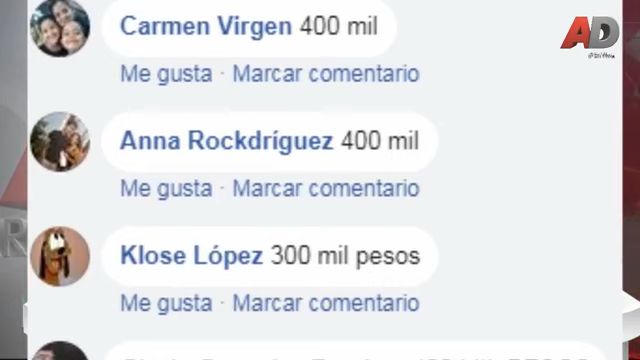 Carmen Virgen 400 mil
AD
Me gusta · Marcar comentario
Anna Rockdríguez 400 mil
Me gusta · Marcar comentario
Klose López 300 mil pesos
Me gusta · Marcar comentario